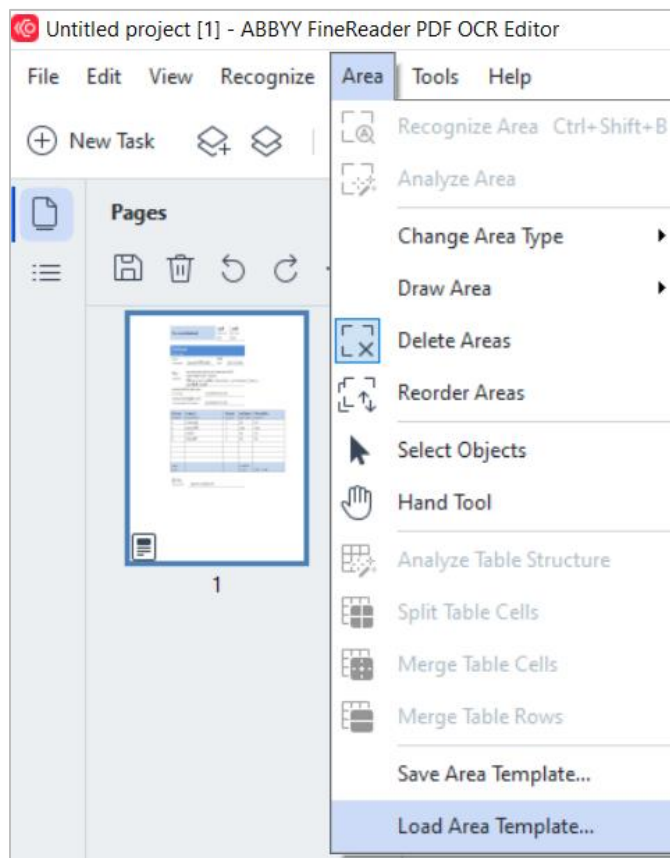 Untitled project [1] - ABBYY FineReader PDF OCR Editor
File Edit View Recognize Area Tools Help
New Task
Pages
1
Recognize Area Ctrl+Shift+B
Analyze Area
Change Area Type
Draw Area
Delete Areas
Reorder Areas
Select Objects
Hand Tool
Analyze Table Structure
Split Table Cells
Merge Table Cells
Merge Table Rows
Save Area Template...
Load Area Template...